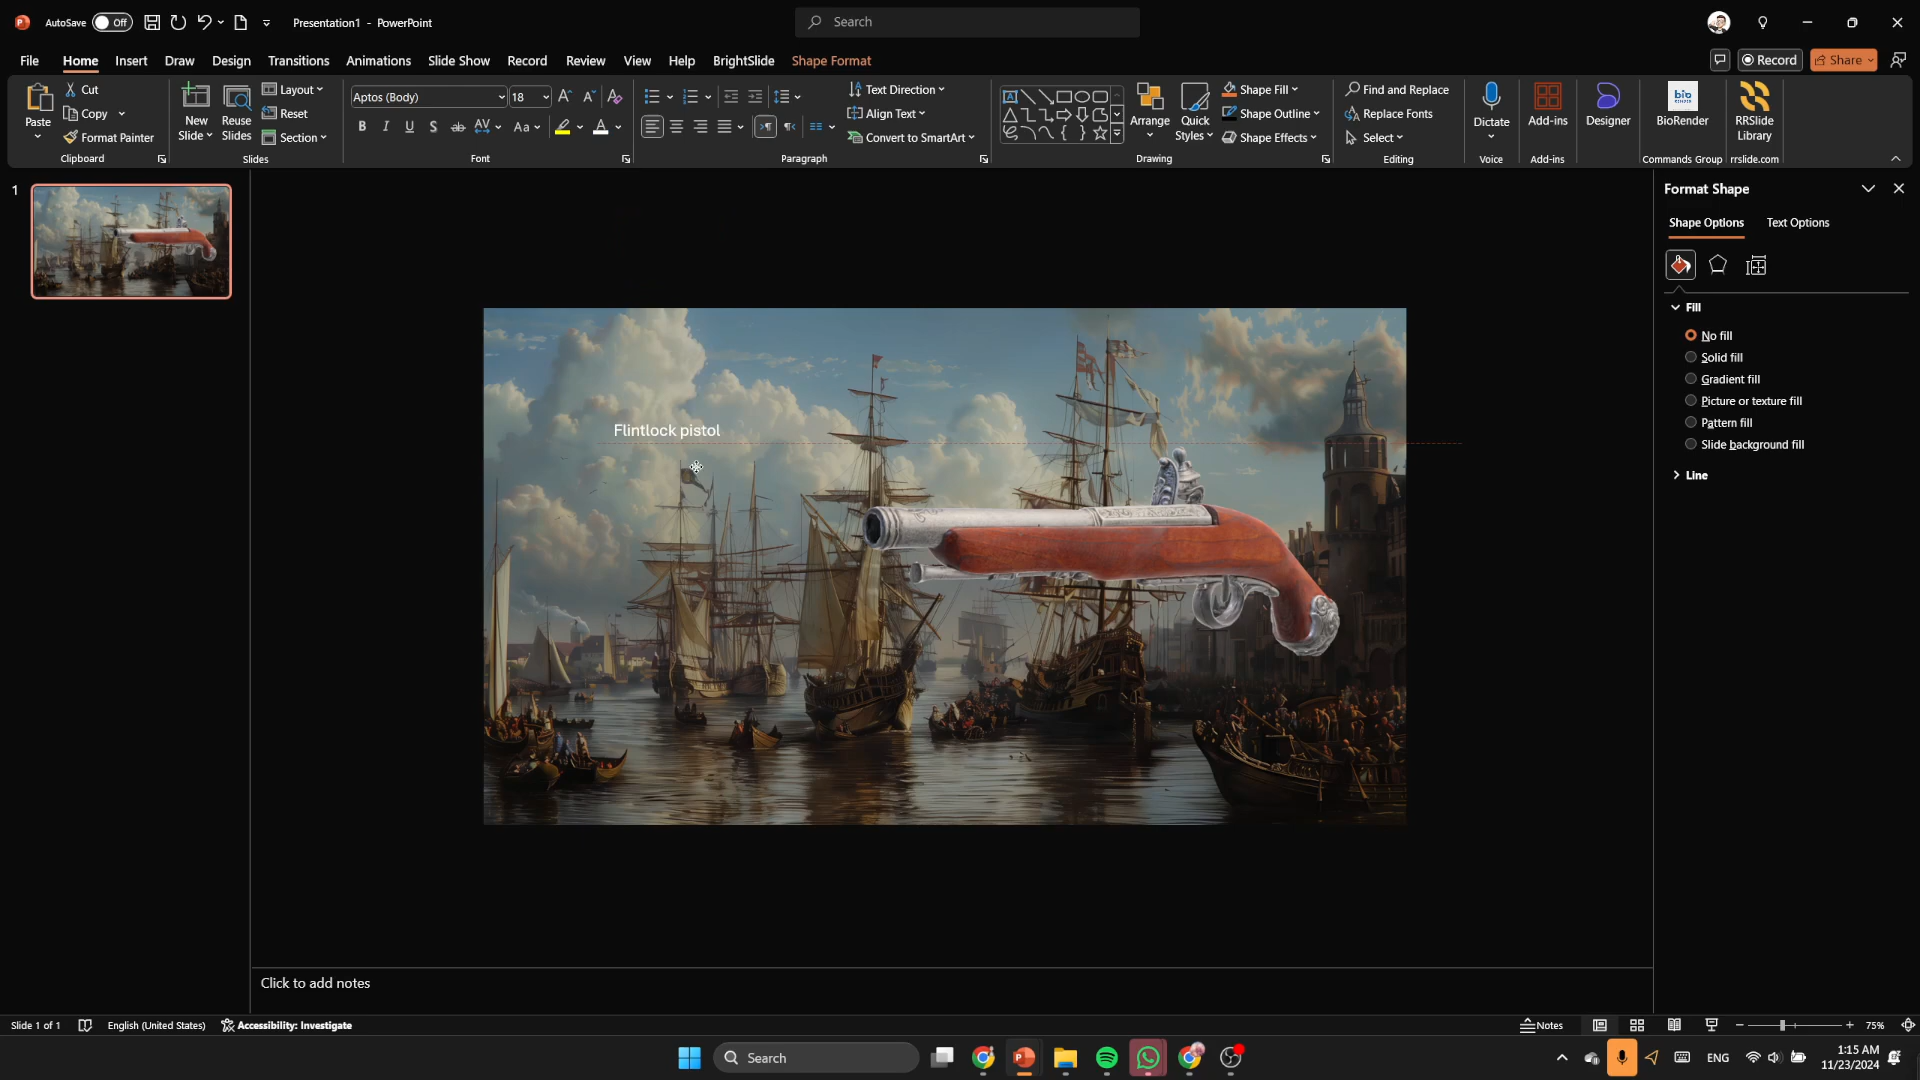 AutoSave Off Presentation1 - PowerPoint Search
File Home Insert Draw Design Transitions Animations Slide Show Record Review View Help BrightSlide Shape Format Record Share
Paste
Cut
Copy
Format Painter
Clipboard
New Slide
Reuse Slides
Layout
Reset
Section
Slides
Aptos (Body) 18
Font
Text Direction
Align Text
Convert to SmartArt
Paragraph
Arrange
Quick Styles
Shape Fill
Shape Outline
Shape Effects
Drawing
Find and Replace
Replace Fonts
Select
Editing
Dictate
Voice
Add-ins
Add-ins
Designer
bio
BioRender
Commands Group
RRSlide Library
rrslide.com
1
Flintlock pistol
Format Shape
Shape Options Text Options
Fill
No fill
Solid fill
Gradient fill
Picture or texture fill
Pattern fill
Slide background fill
Line
Click to add notes
Slide 1 of 1 English (United States) Accessibility: Investigate Notes 75%
Search ENG 1:15 AM
11/23/2024